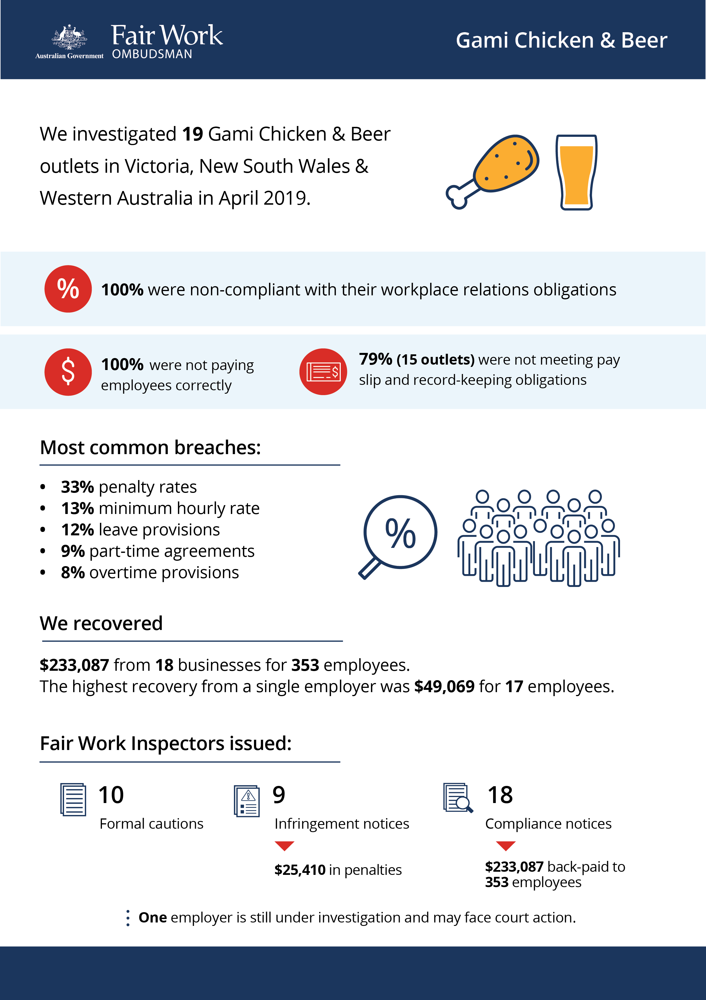 Australian Government
Fair Work
OMBUDSMAN
Gami Chicken & Beer
We investigated 19 Gami Chicken & Beer
outlets in Victoria, New South Wales &
Western Australia in April 2019.
%
100% were non-compliant with their workplace relations obligations
$
100% were not paying
employees correctly
$
79% (15 outlets) were not meeting pay
slip and record-keeping obligations
Most common breaches:
• 33% penalty rates
• 13% minimum hourly rate
• 12% leave provisions
• 9% part-time agreements
• 8% overtime provisions
%
We recovered
$233,087 from 18 businesses for 353 employees.
The highest recovery from a single employer was $49,069 for 17 employees.
Fair Work Inspectors issued:
10
Formal cautions
!
9
Infringement notices
$25,410 in penalties
18
Compliance notices
$233,087 back-paid to
353 employees
One employer is still under investigation and may face court action.